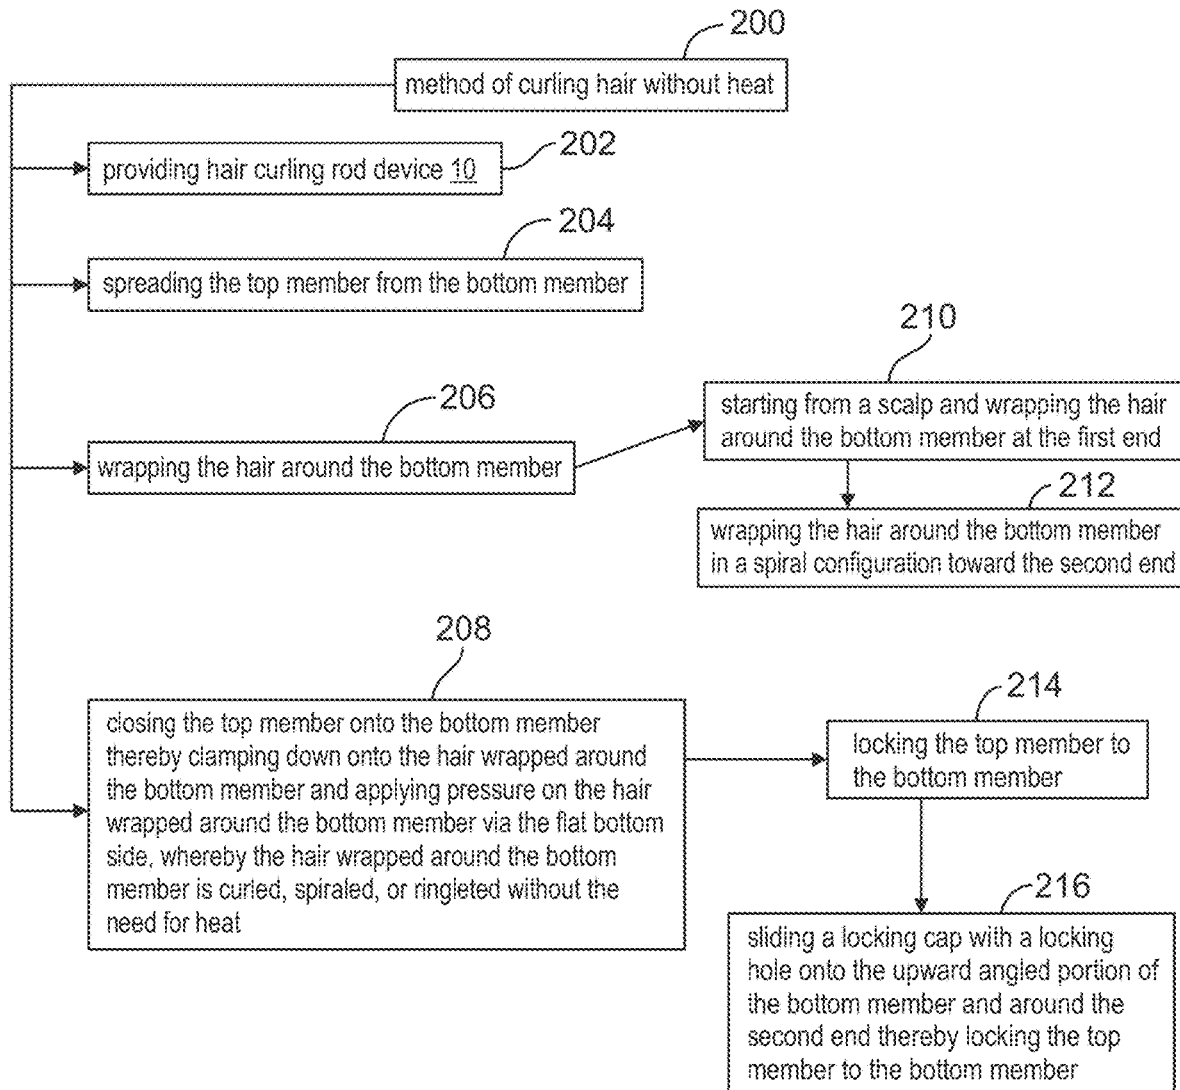 200
method of curling hair without heat
202
providing hair curling rod device 10
204
spreading the top member from the bottom member
206
wrapping the hair around the bottom member
210
starting from a scalp and wrapping the hair
around the bottom member at the first end
212
wrapping the hair around the bottom member
in a spiral configuration toward the second end
208
closing the top member onto the bottom member
thereby clamping down onto the hair wrapped around
the bottom member and applying pressure on the hair
wrapped around the bottom member via the flat bottom
side, whereby the hair wrapped around the bottom
member is curled, spiraled, or ringleted without the
need for heat
214
locking the top member to
the bottom member
216
sliding a locking cap with a locking
hole onto the upward angled portion of
the bottom member and around the
second end thereby locking the top
member to the bottom member